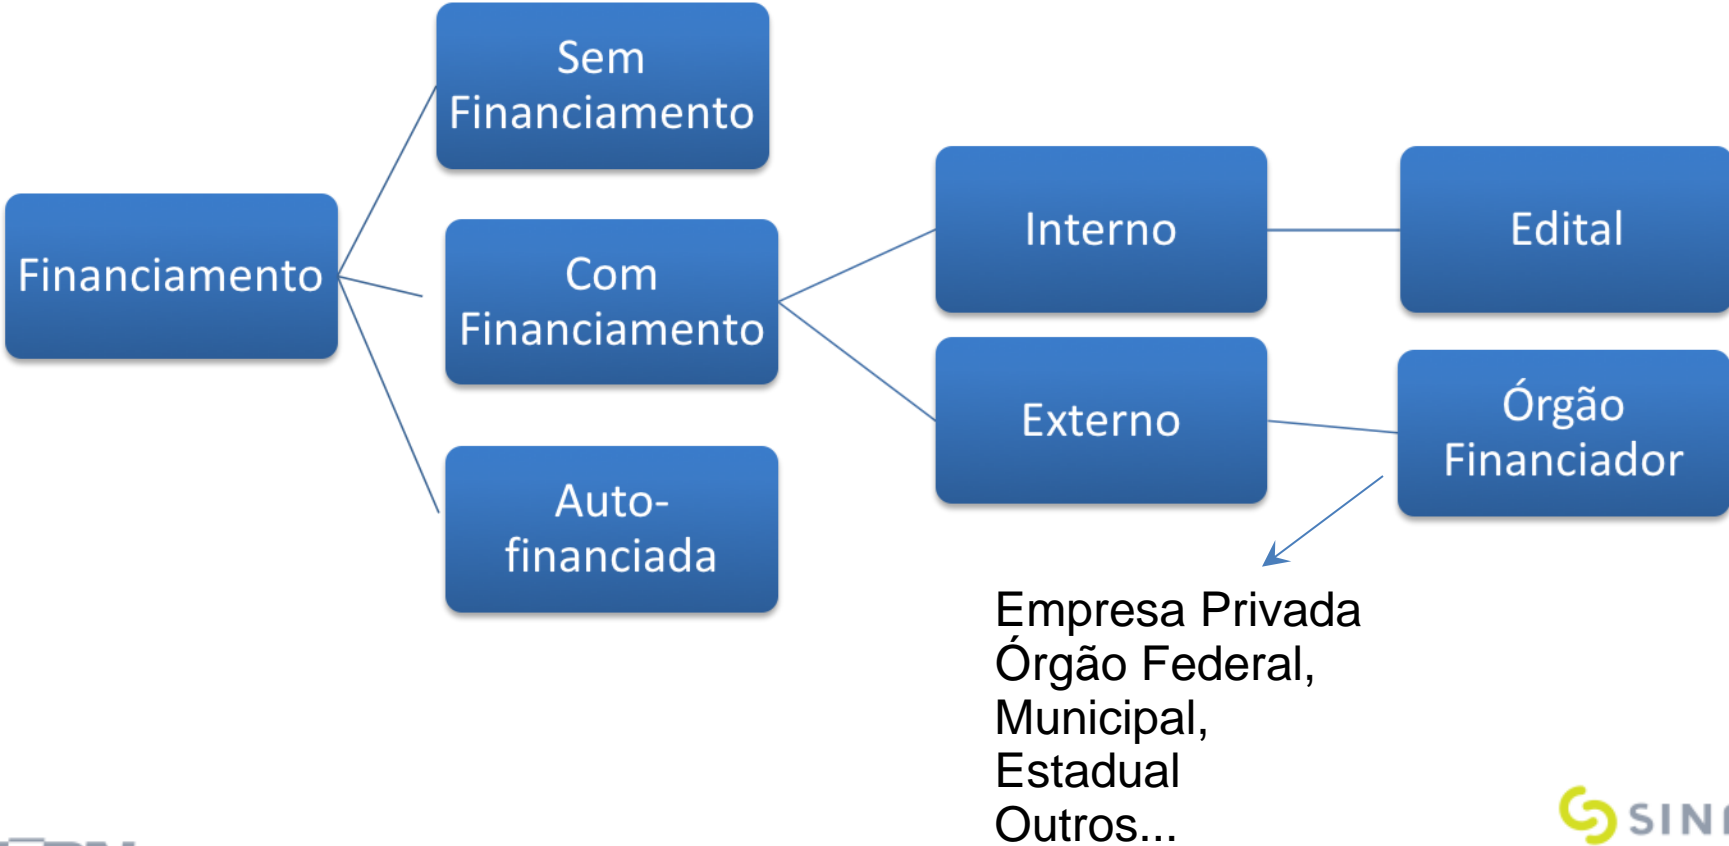 Sem
Financiamento
Financiamento
Com
Financiamento
Interno
Edital
Externo
Órgão
Financiador
Auto-
financiada
Empresa Privada
Órgão Federal,
Municipal,
Estadual
Outros...